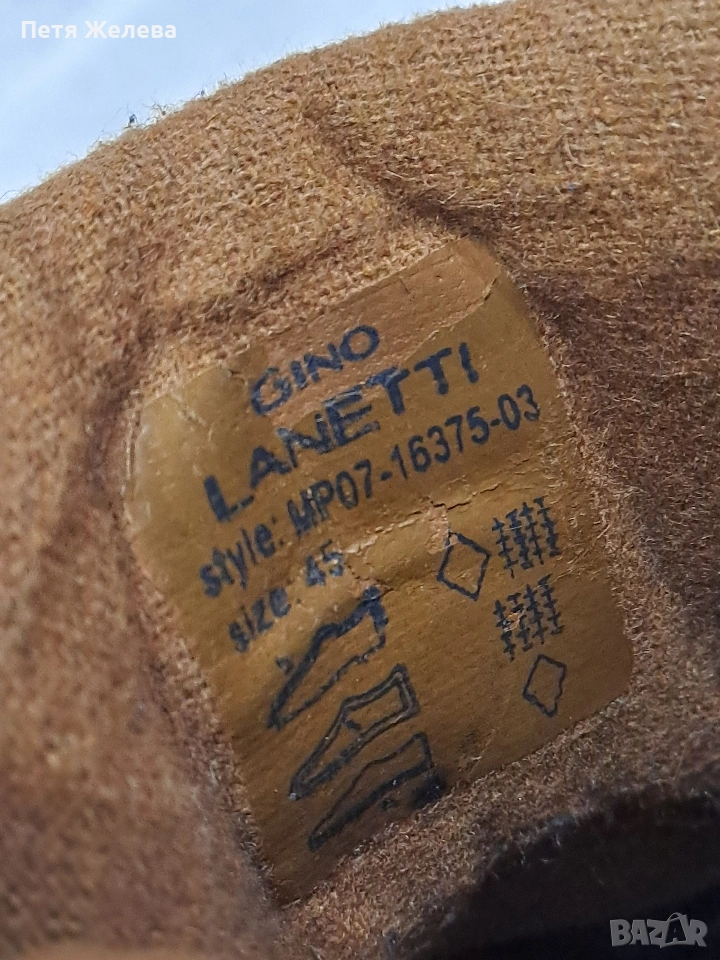 Петя Желева
GINO
LANETTI
style: MP07-16375-03
size: 45
BAZAR